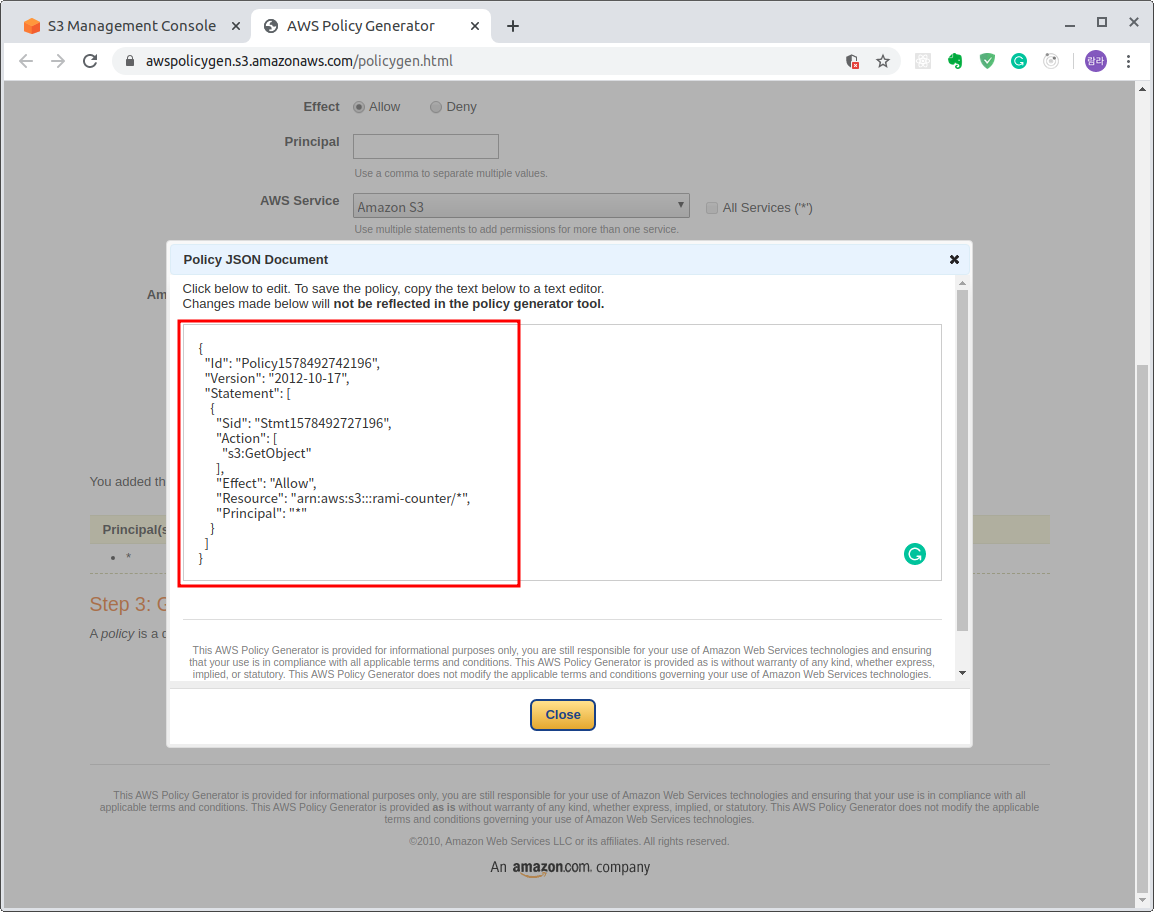 S3 Management Console
AWS Policy Generator
awspolicygen.s3.amazonaws.com/policygen.html
람라
Effect Allow Deny
Principal
Use a comma to separate multiple values.
AWS Service Amazon S3 All Services ('*')
Use multiple statements to add permissions for more than one service.
Policy JSON Document
Am
Click below to edit. To save the policy, copy the text below to a text editor.
Changes made below will not be reflected in the policy generator tool.
{
"Id": "Policy1578492742196",
"Version": "2012-10-17",
"Statement": [
{
"Sid": "Stmt1578492727196",
"Action": [
"s3:GetObject"
],
"Effect": "Allow",
"Resource": "arn:aws:s3:::rami-counter/*",
"Principal": "*"
}
]
}
You added th
Principal(s
• *
Step 3: G
A policy is a d
This AWS Policy Generator is provided for informational purposes only, you are still responsible for your use of Amazon Web Services technologies and ensuring
that your use is in compliance with all applicable terms and conditions. This AWS Policy Generator is provided as is without warranty of any kind, whether express,
implied, or statutory. This AWS Policy Generator does not modify the applicable terms and conditions governing your use of Amazon Web Services technologies.
Close
This AWS Policy Generator is provided for informational purposes only, you are still responsible for your use of Amazon Web Services technologies and ensuring that your use is in compliance with all
applicable terms and conditions. This AWS Policy Generator is provided as is without warranty of any kind, whether express, implied, or statutory. This AWS Policy Generator does not modify the applicable
terms and conditions governing your use of Amazon Web Services technologies.
©2010, Amazon Web Services LLC or its affiliates. All rights reserved.
An amazon.com company